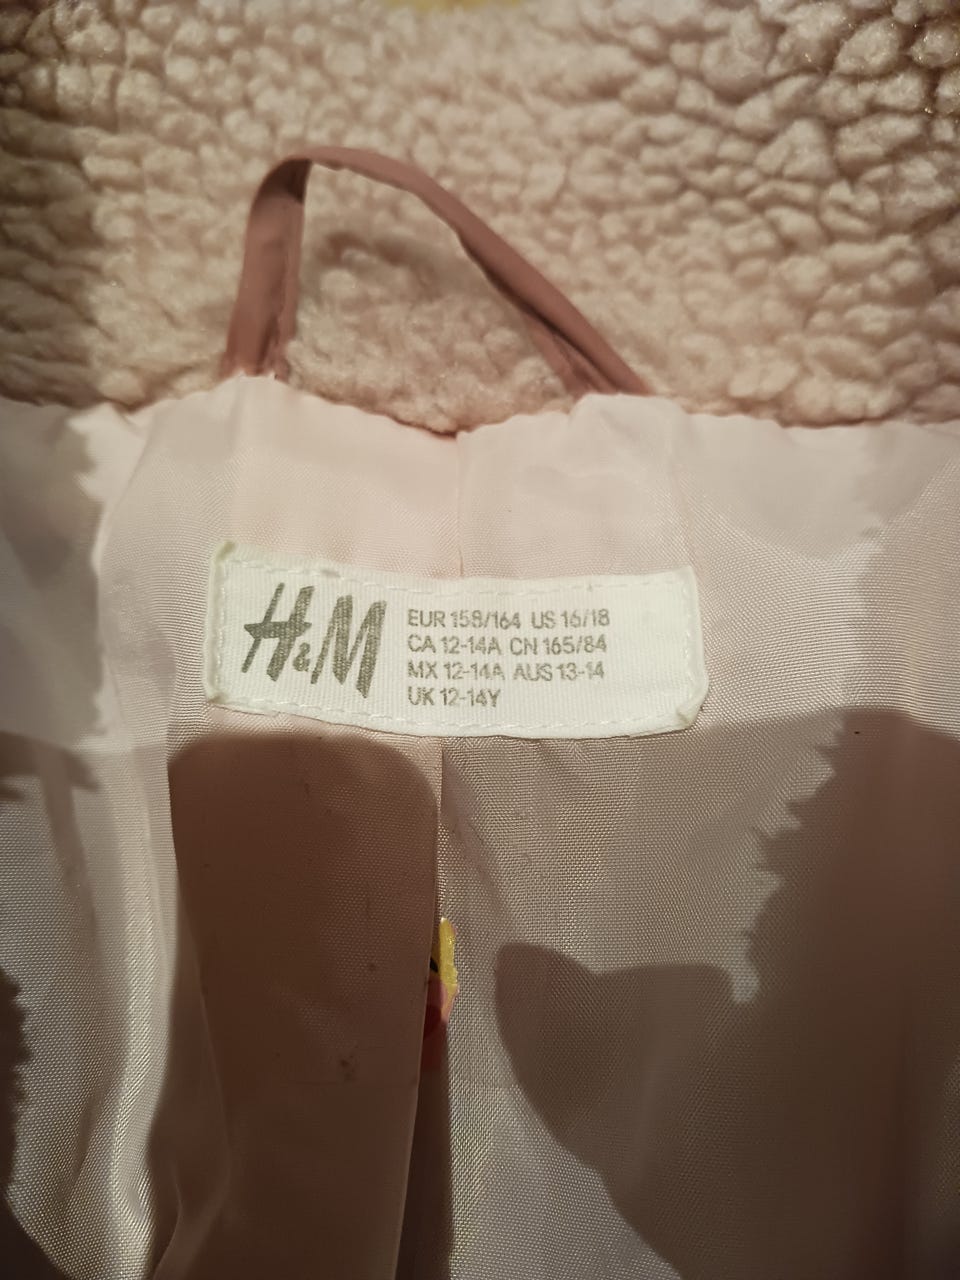 H&M
EUR 158/164 US 16/18
CA 12-14A CN 165/84
MX 12-14A AUS 13-14
UK 12-14Y